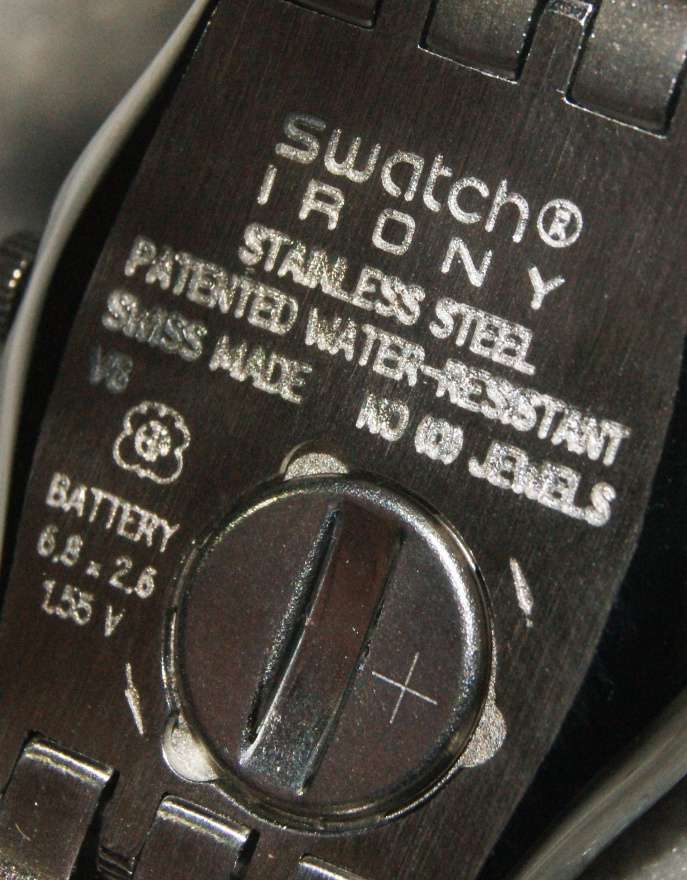 swatch®
IRONY
STAINLESS STEEL
PATENTED WATER-RESISTANT
SWISS MADE NO (0) JEWELS
V8
BATTERY
6,8 x 2,6
1.55 V
+